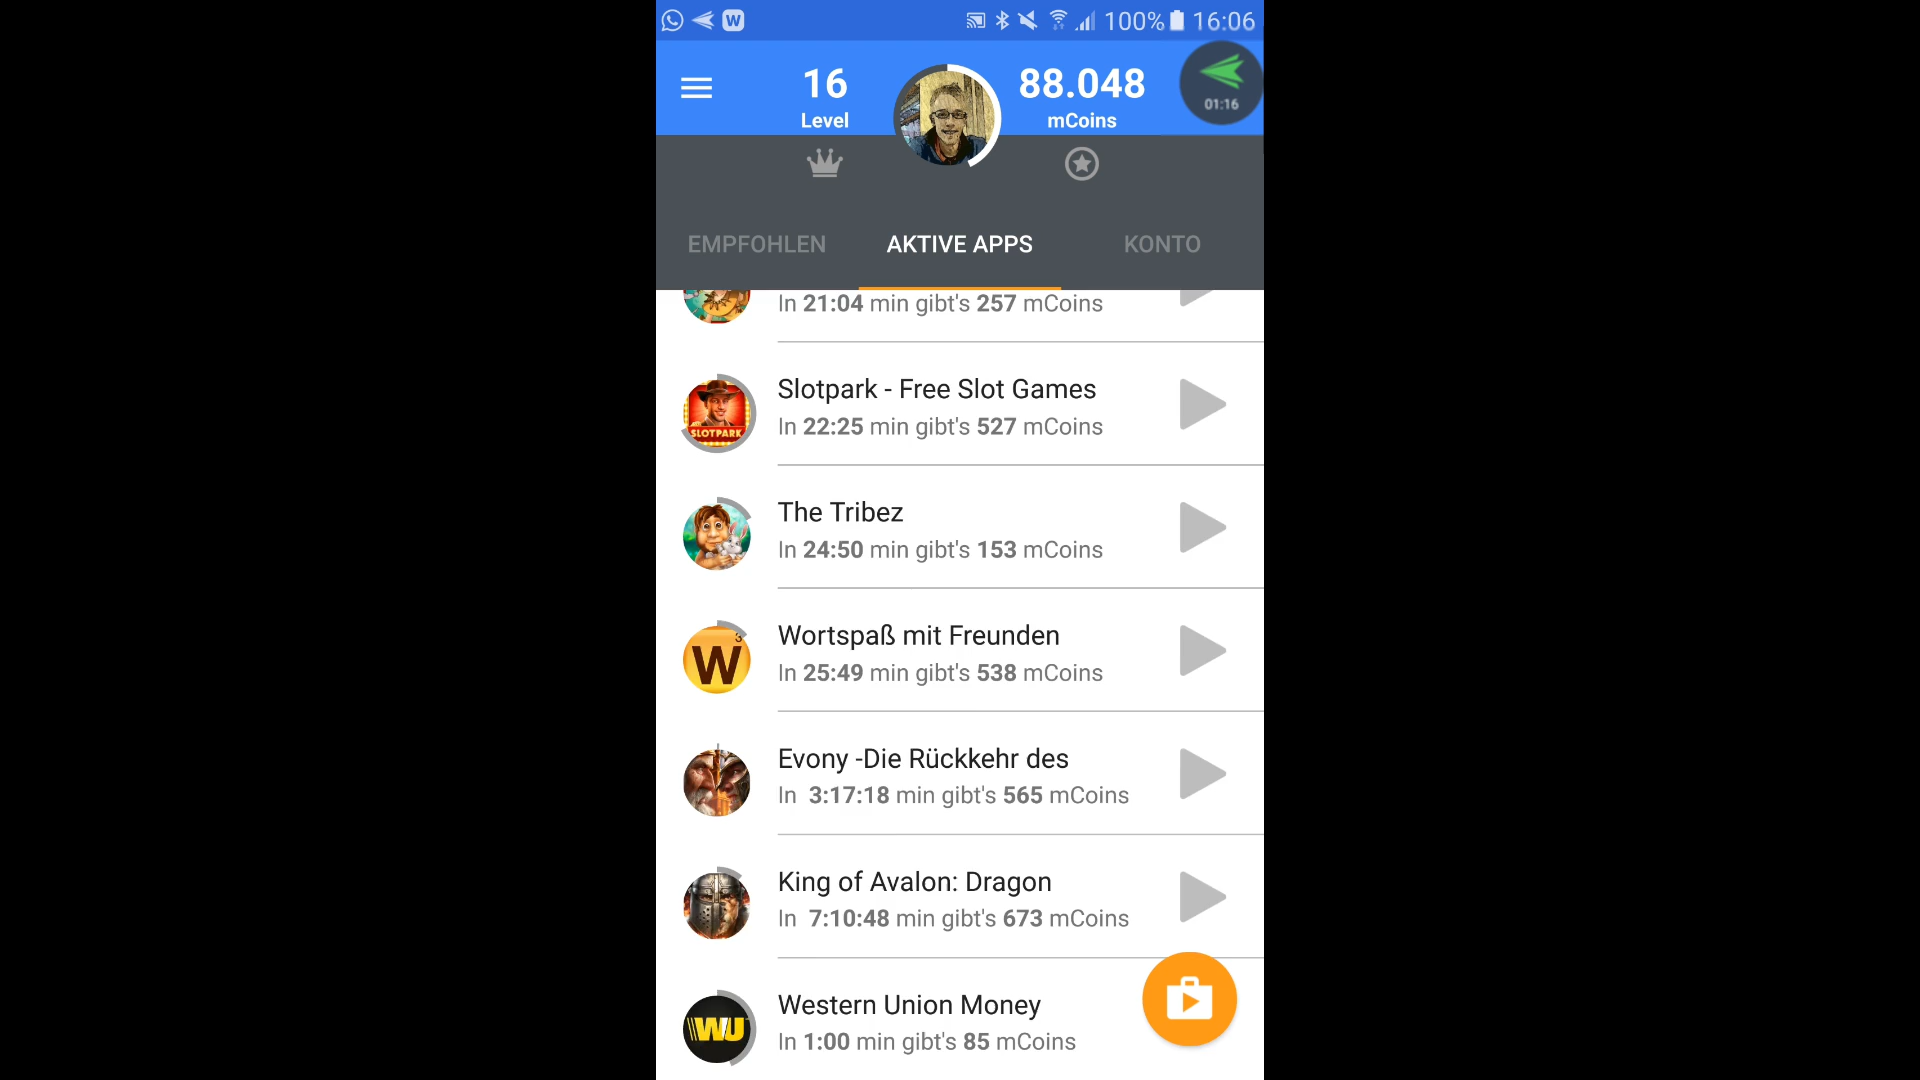 W 100% 16:06
16 88.048
Level mCoins
01:16
EMPFOHLEN AKTIVE APPS KONTO
In 21:04 min gibt's 257 mCoins
Slotpark - Free Slot Games
SLOTPARK
In 22:25 min gibt's 527 mCoins
The Tribez
In 24:50 min gibt's 153 mCoins
Wortspaß mit Freunden
W 3
In 25:49 min gibt's 538 mCoins
Evony -Die Rückkehr des
In 3:17:18 min gibt's 565 mCoins
King of Avalon: Dragon
In 7:10:48 min gibt's 673 mCoins
Western Union Money
WU
In 1:00 min gibt's 85 mCoins